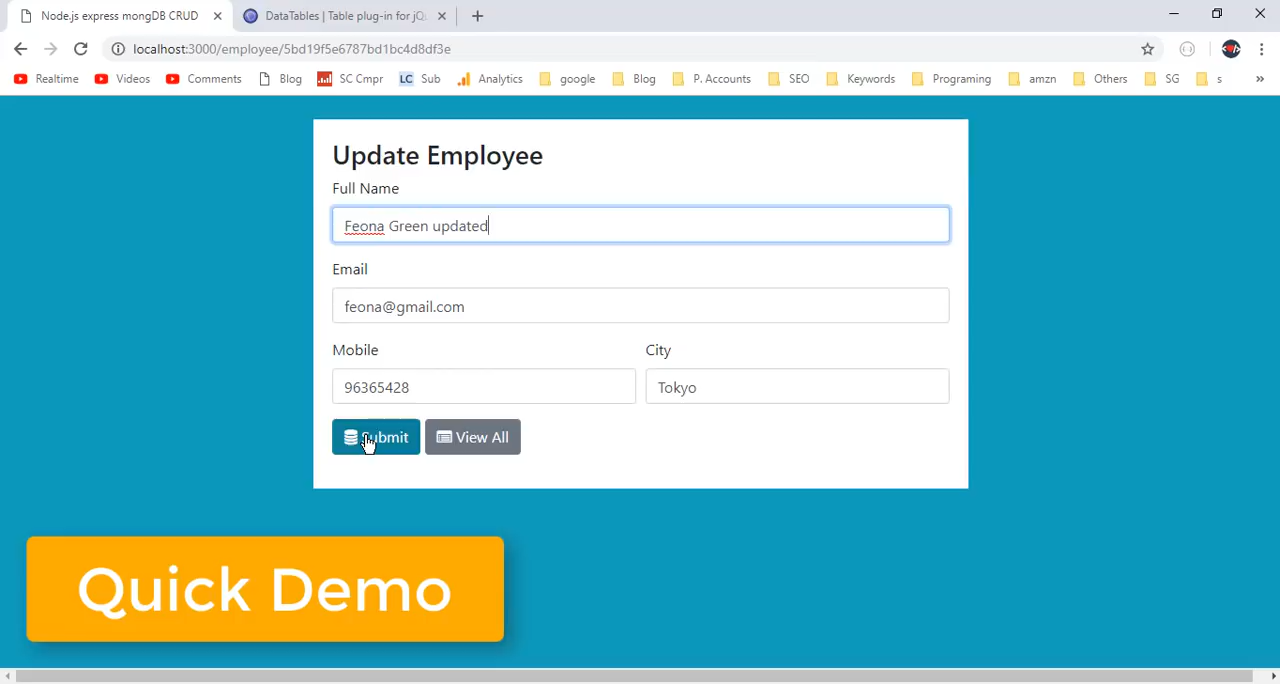 Node.js express mongDB CRUD
DataTables | Table plug-in for jQ
localhost:3000/employee/5bd19f5e6787bd1bc4d8df3e
Realtime Videos Comments Blog SC Cmpr LC Sub Analytics google Blog P. Accounts SEO Keywords Programing amzn Others SG s »
Update Employee
Full Name
Feona Green updated
Email
feona@gmail.com
Mobile City
96365428 Tokyo
Submit View All
Quick Demo